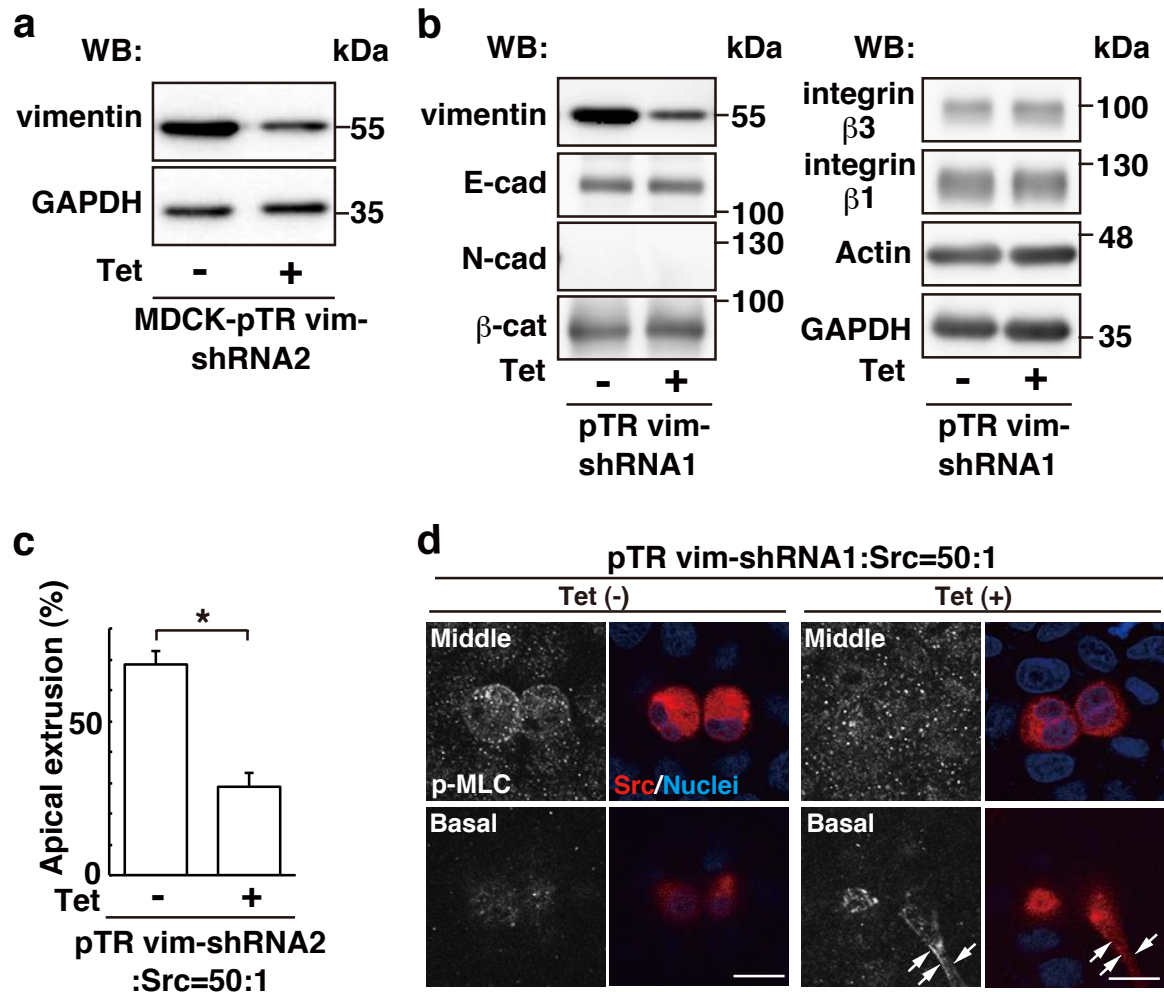 a
WB: kDa
vimentin
55
GAPDH
35
Tet - +
MDCK-pTR vim-
shRNA2
b
WB: kDa
vimentin
55
E-cad
100
N-cad
130
β-cat
100
Tet - +
pTR vim-
shRNA1
WB: kDa
integrin
β3
100
integrin
β1
130
Actin
48
GAPDH
35
Tet - +
pTR vim-
shRNA1
c
Apical extrusion (%)
*
50
0
Tet - +
pTR vim-shRNA2
:Src=50:1
d
pTR vim-shRNA1:Src=50:1
Tet (-) Tet (+)
Middle Middle
p-MLC Src/Nuclei
Basal Basal